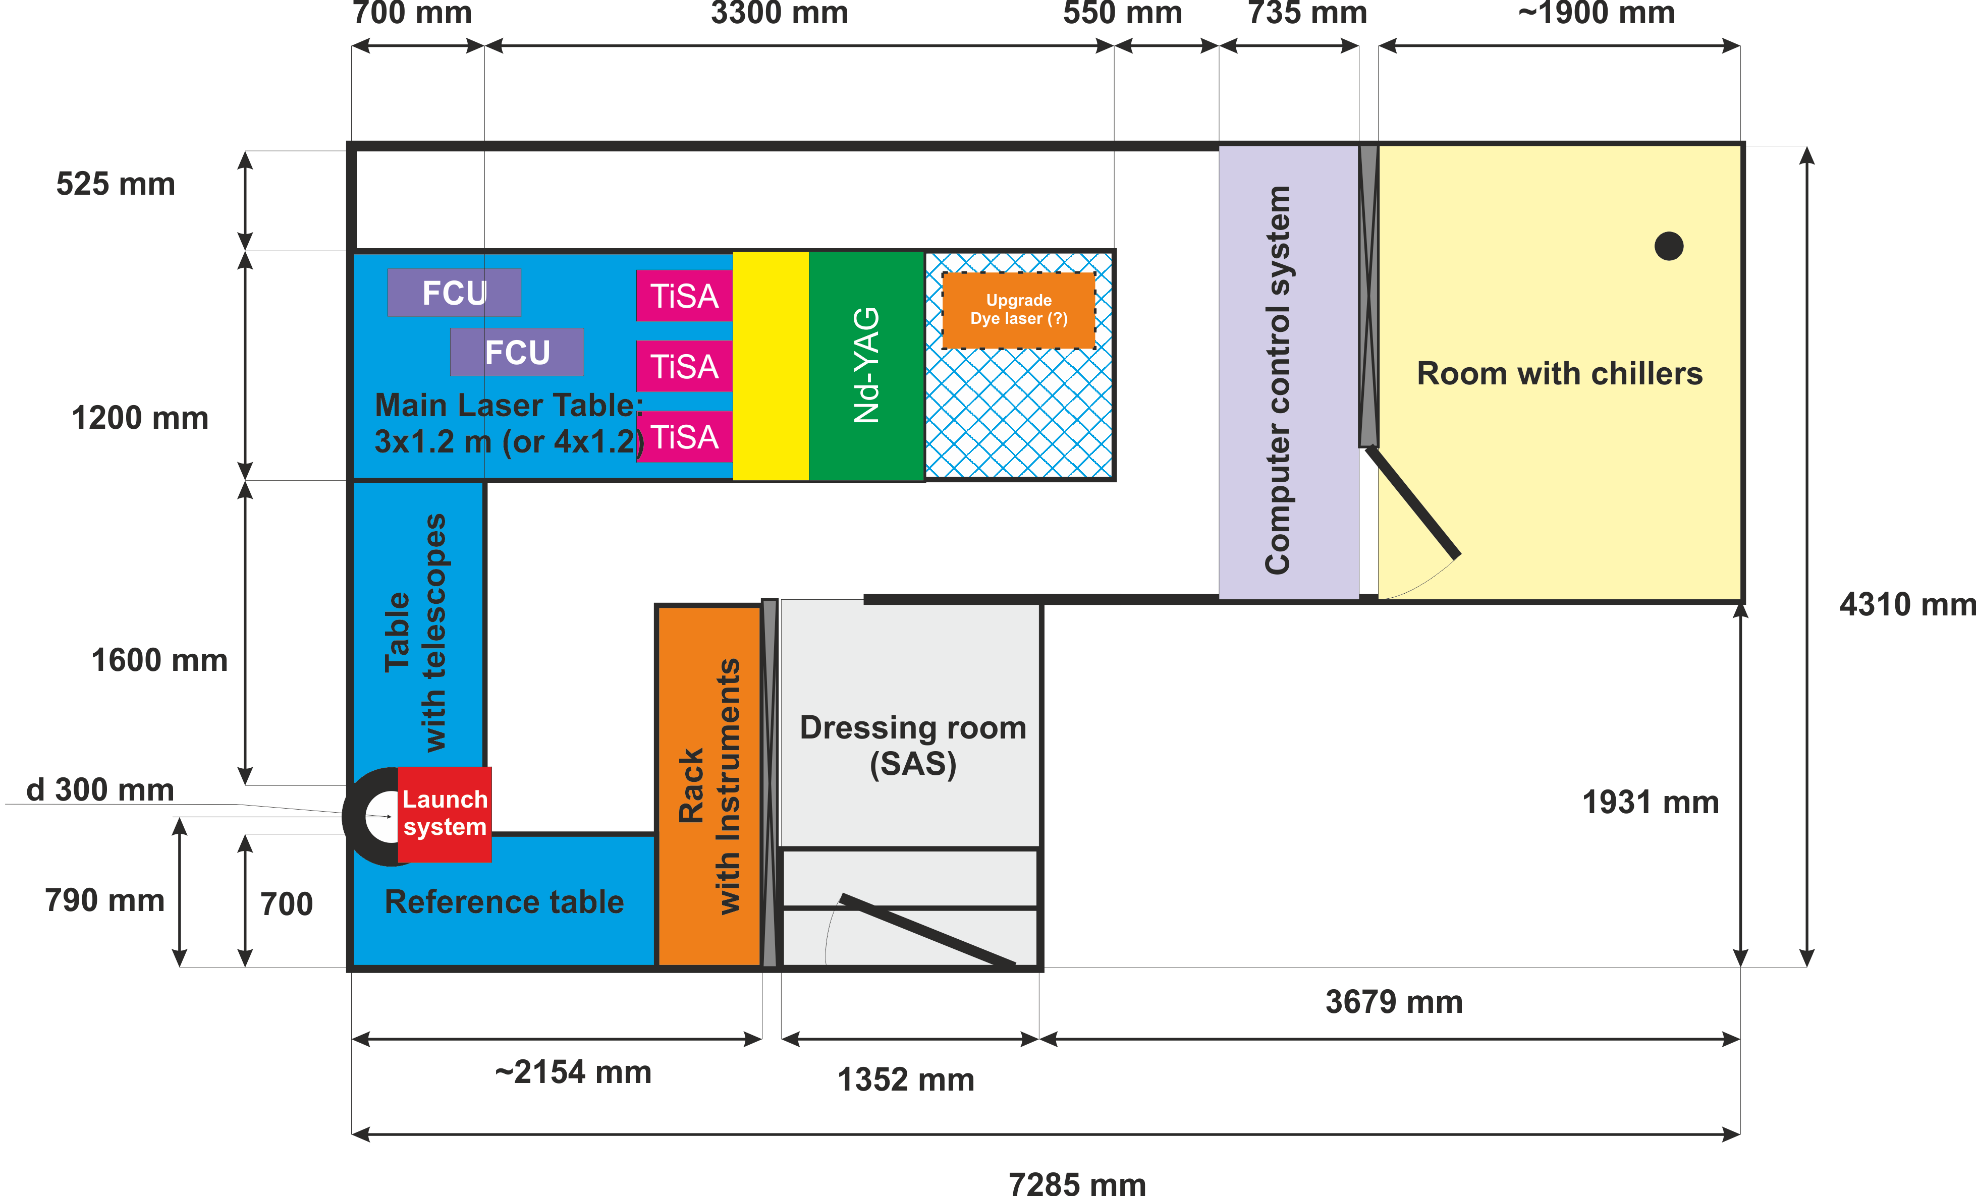 700 mm
3300 mm
550 mm
735 mm
~1900 mm
525 mm
1200 mm
1600 mm
d 300 mm
790 mm
700
FCU
FCU
TiSA
TiSA
TiSA
Main Laser Table:
3x1.2 m (or 4x1.2)
Nd-YAG
Upgrade
Dye laser (?)
Computer control system
Room with chillers
Table
with telescopes
Launch
system
Reference table
Rack
with Instruments
Dressing room
(SAS)
4310 mm
1931 mm
3679 mm
~2154 mm
1352 mm
7285 mm